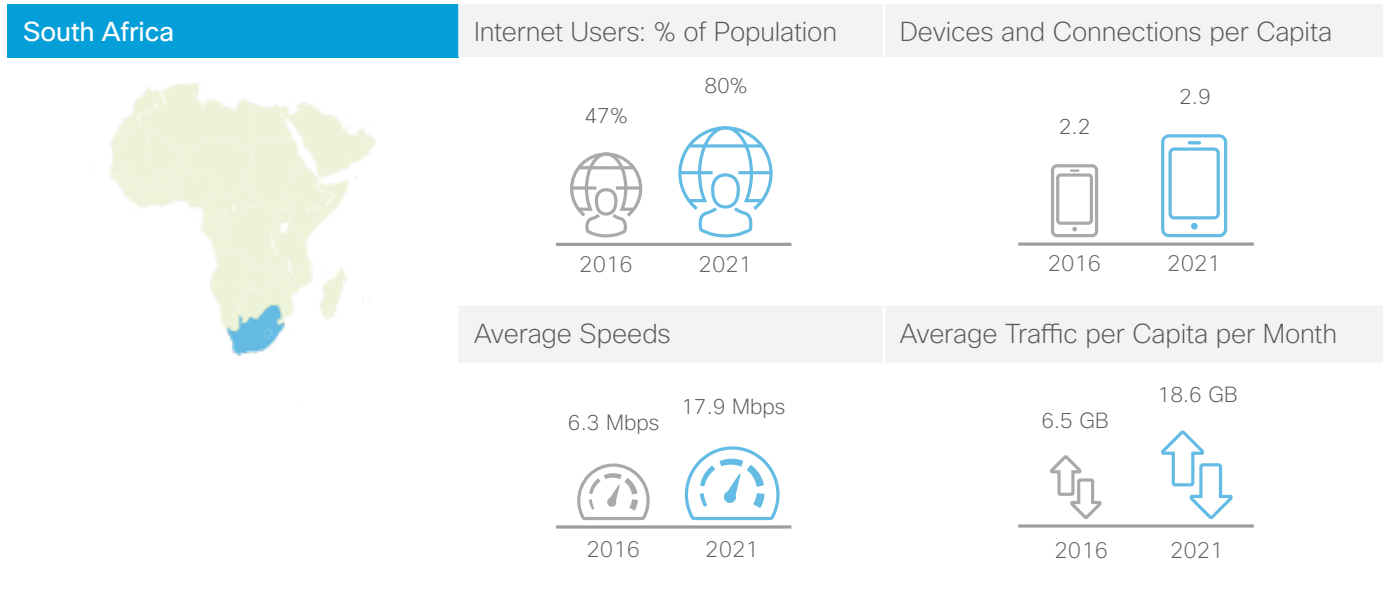 South Africa
Internet Users: % of Population
Devices and Connections per Capita
47%
80%
2016
2021
2.2
2.9
2016
2021
Average Speeds
Average Traffic per Capita per Month
6.3 Mbps
17.9 Mbps
2016
2021
6.5 GB
18.6 GB
2016
2021